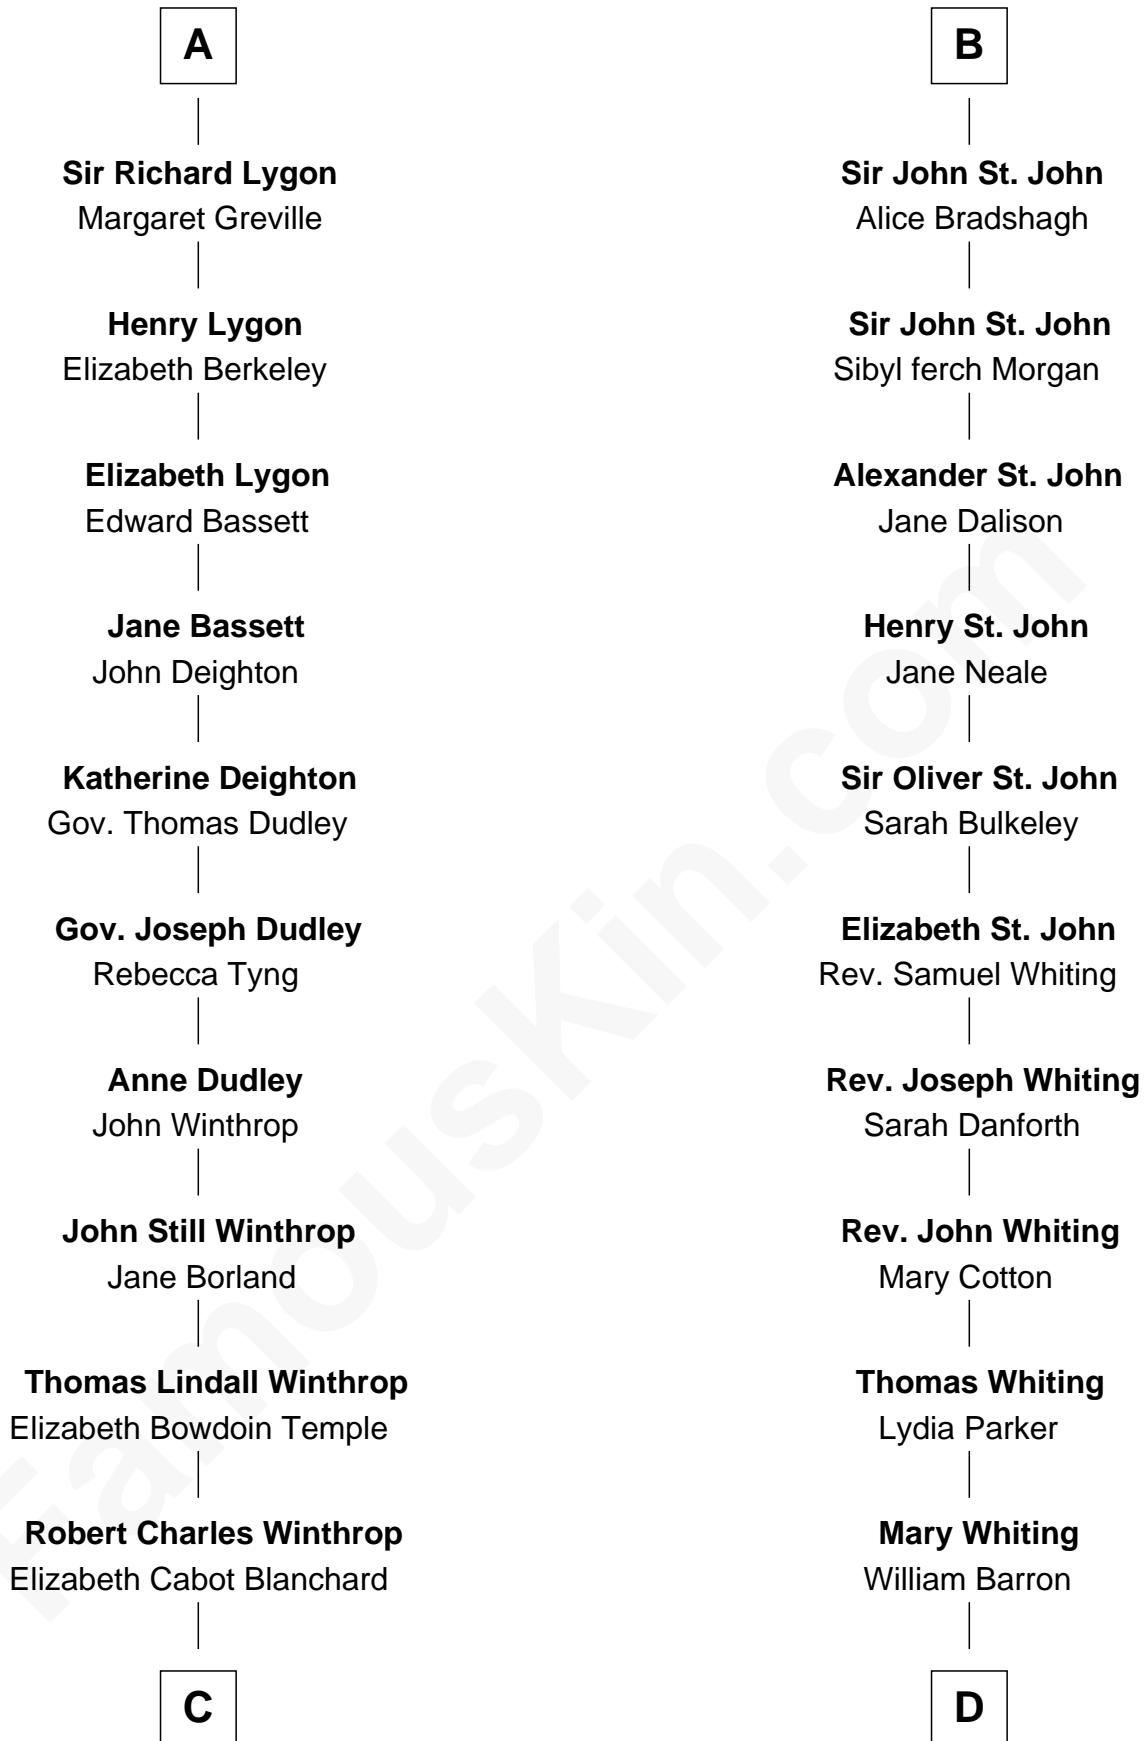 A
Sir Richard Lygon
Margaret Greville
Henry Lygon
Elizabeth Berkeley
Elizabeth Lygon
Edward Bassett
Jane Bassett
John Deighton
Katherine Deighton
Gov. Thomas Dudley
Gov. Joseph Dudley
Rebecca Tyng
Anne Dudley
John Winthrop
John Still Winthrop
Jane Borland
Thomas Lindall Winthrop
Elizabeth Bowdoin Temple
Robert Charles Winthrop
Elizabeth Cabot Blanchard
C
B
Sir John St. John
Alice Bradshagh
Sir John St. John
Sibyl ferch Morgan
Alexander St. John
Jane Dalison
Henry St. John
Jane Neale
Sir Oliver St. John
Sarah Bulkeley
Elizabeth St. John
Rev. Samuel Whiting
Rev. Joseph Whiting
Sarah Danforth
Rev. John Whiting
Mary Cotton
Thomas Whiting
Lydia Parker
Mary Whiting
William Barron
D
FamousKin.com